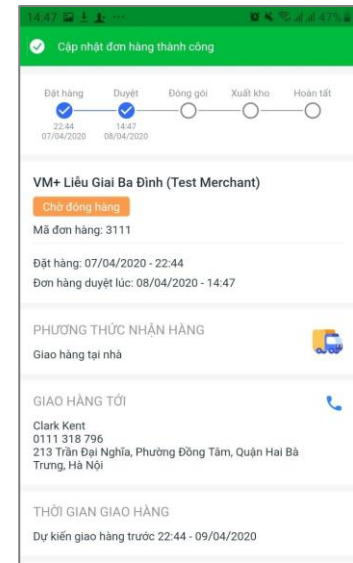 14:47 47%
Cập nhật đơn hàng thành công
Đặt hàng Duyệt Đóng gói Xuất kho Hoàn tất
22:44 14:47
07/04/2020 08/04/2020
VM+ Liễu Giai Ba Đình (Test Merchant)
Chờ đóng hàng
Mã đơn hàng: 3111
Đặt hàng: 07/04/2020 - 22:44
Đơn hàng duyệt lúc: 08/04/2020 - 14:47
PHƯƠNG THỨC NHẬN HÀNG
Giao hàng tại nhà
GIAO HÀNG TỚI
Clark Kent
0111 318 796
213 Trần Đại Nghĩa, Phường Đồng Tâm, Quận Hai Bà
Trưng, Hà Nội
THỜI GIAN GIAO HÀNG
Dự kiến giao hàng trước 22:44 - 09/04/2020